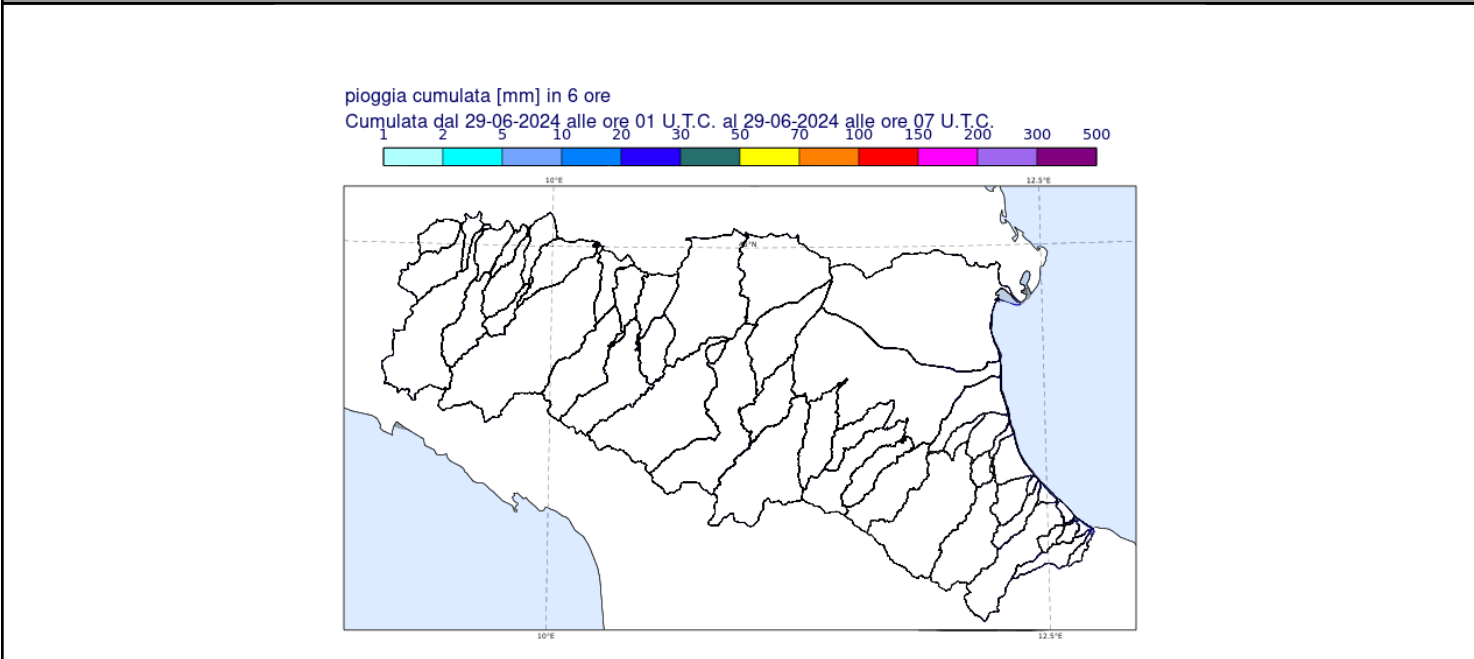 pioggia cumulata [mm] in 6 ore
Cumulata dal 29-06-2024 alle ore 01 U.T.C. al 29-06-2024 alle ore 07 U.T.C.
1 2 5 10 20 30 50 70 100 150 200 300 500
10°E 12.5°E
10°E 12.5°E